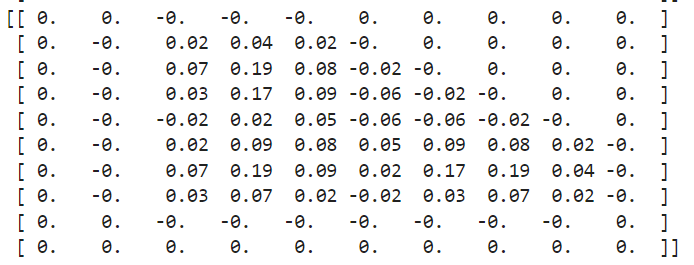 [[ 0.    0.   -0.   -0.   -0.    0.    0.    0.    0.    0.  ]
[ 0.   -0.    0.02  0.04  0.02 -0.    0.    0.    0.    0.  ]
[ 0.   -0.    0.07  0.19  0.08 -0.02 -0.    0.    0.    0.  ]
[ 0.   -0.    0.03  0.17  0.09 -0.06 -0.02 -0.    0.    0.  ]
[ 0.   -0.   -0.02  0.02  0.05 -0.06 -0.06 -0.02 -0.    0.  ]
[ 0.   -0.    0.02  0.09  0.08  0.05  0.09  0.08  0.02 -0.  ]
[ 0.   -0.    0.07  0.19  0.09  0.02  0.17  0.19  0.04 -0.  ]
[ 0.   -0.    0.03  0.07  0.02 -0.02  0.03  0.07  0.02 -0.  ]
[ 0.    0.   -0.   -0.   -0.   -0.   -0.   -0.   -0.    0.  ]
[ 0.    0.    0.    0.    0.    0.    0.    0.    0.    0.  ]]